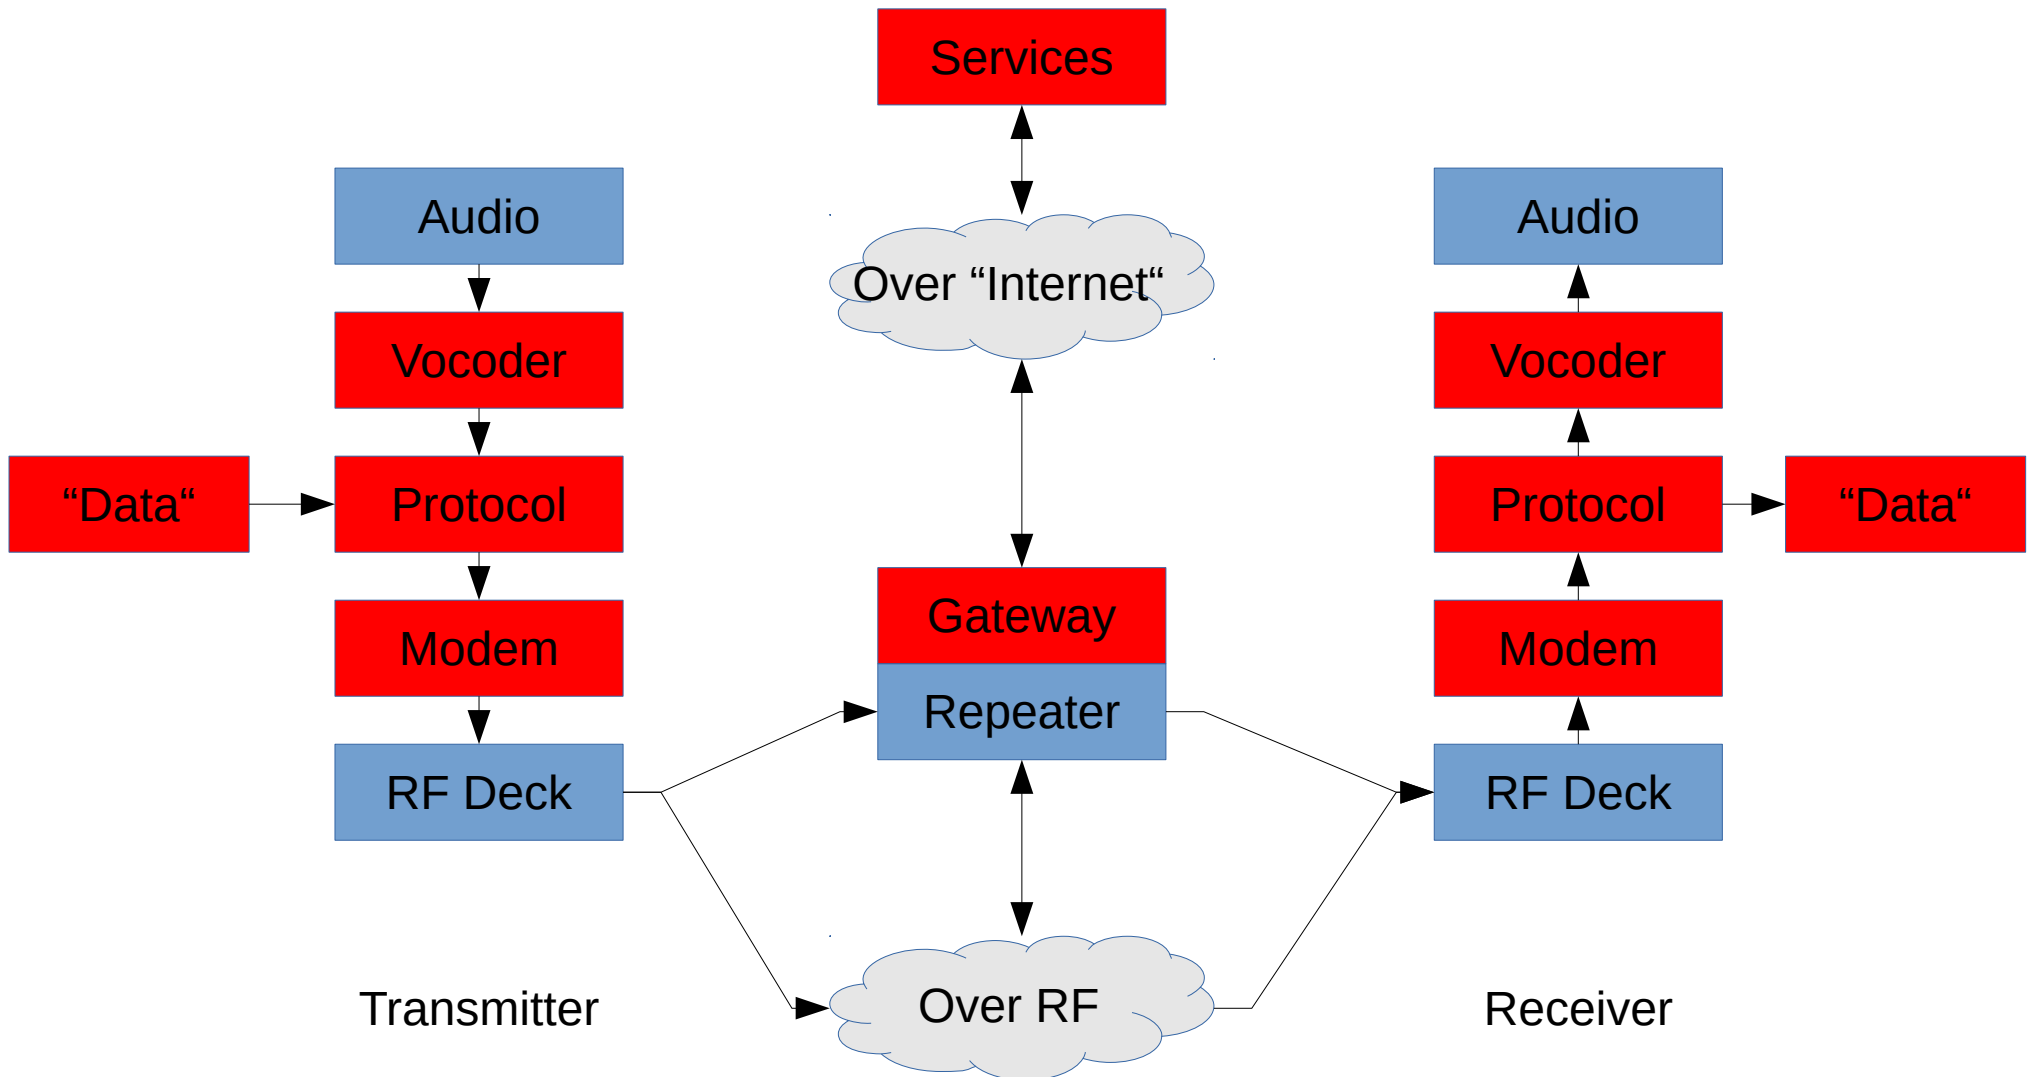 Services
Audio
Audio
Over “Internet“
Vocoder
Vocoder
“Data“
Protocol
Protocol
“Data“
Gateway
Modem
Modem
Repeater
RF Deck
RF Deck
Transmitter
Over RF
Receiver